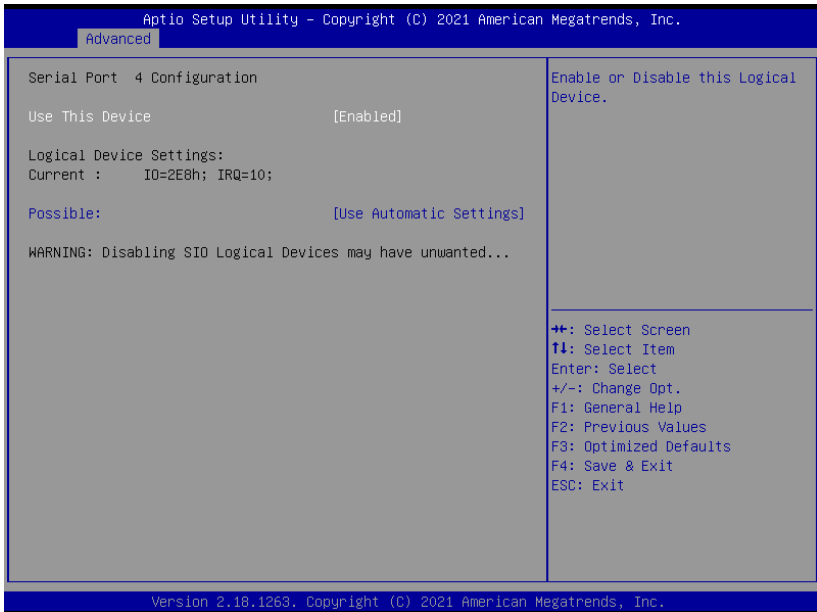 Aptio Setup Utility – Copyright (C) 2021 American Megatrends, Inc.
Advanced
Serial Port  4 Configuration
Use This Device [Enabled]
Logical Device Settings:
Current : IO=2E8h; IRQ=10;
Possible: [Use Automatic Settings]
WARNING: Disabling SIO Logical Devices may have unwanted...
Enable or Disable this Logical
Device.
→←: Select Screen
↑↓: Select Item
Enter: Select
+/-: Change Opt.
F1: General Help
F2: Previous Values
F3: Optimized Defaults
F4: Save & Exit
ESC: Exit
Version 2.18.1263. Copyright (C) 2021 American Megatrends, Inc.